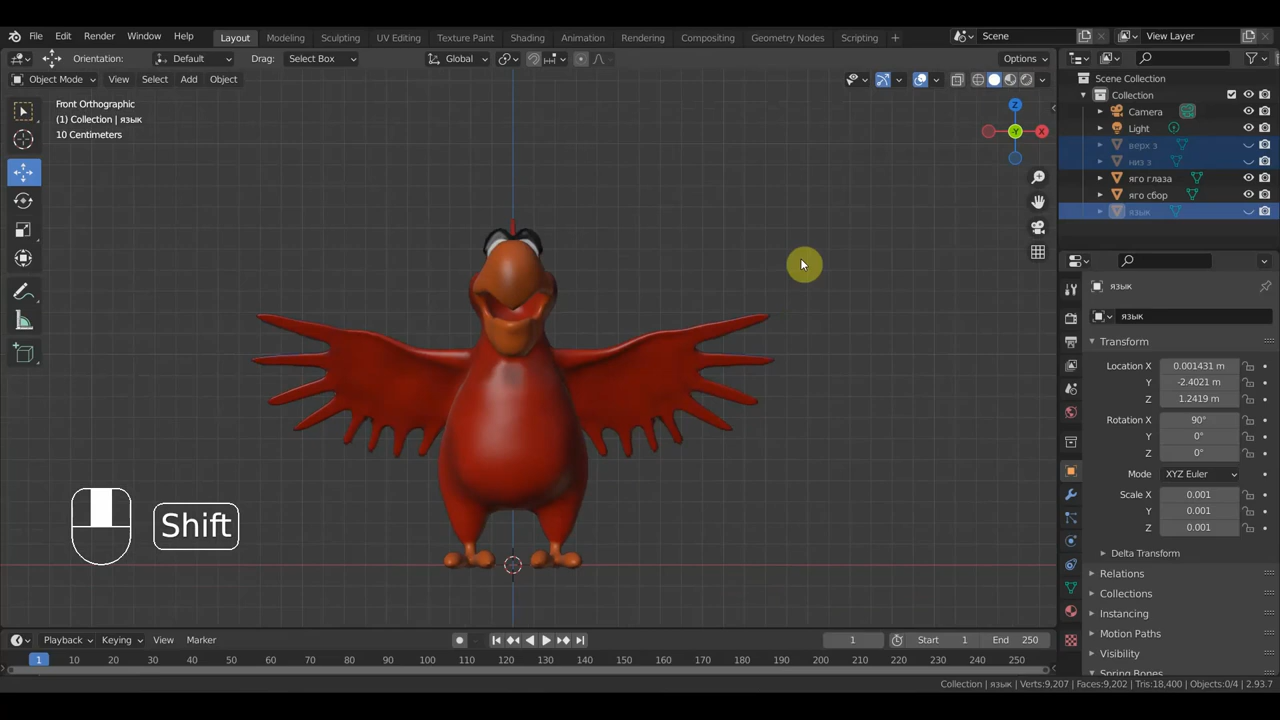 File Edit Render Window Help Layout Modeling Sculpting UV Editing Texture Paint Shading Animation Rendering Compositing Geometry Nodes Scripting + Scene View Layer
Orientation: Default Drag: Select Box Global Options
Object Mode View Select Add Object
Front Orthographic
(1) Collection | язык
10 Centimeters
Z
-Y
X
Scene Collection
Collection
Camera
Light
верх з
низ з
яго глаза
яго сбор
язык
язык
язык
Transform
Location X 0.001431 m
Y -2.4021 m
Z 1.2419 m
Rotation X 90°
Y 0°
Z 0°
Mode XYZ Euler
Scale X 0.001
Y 0.001
Z 0.001
Delta Transform
Relations
Collections
Instancing
Motion Paths
Visibility
Spring Bones
Shift
Playback Keying View Marker 1 Start 1 End 250
1 10 20 30 40 50 60 70 80 90 100 110 120 130 140 150 160 170 180 190 200 210 220 230 240 250
Collection | язык | Verts:9,207 | Faces:9,202 | Tris:18,400 | Objects:0/4 | 2.93.7